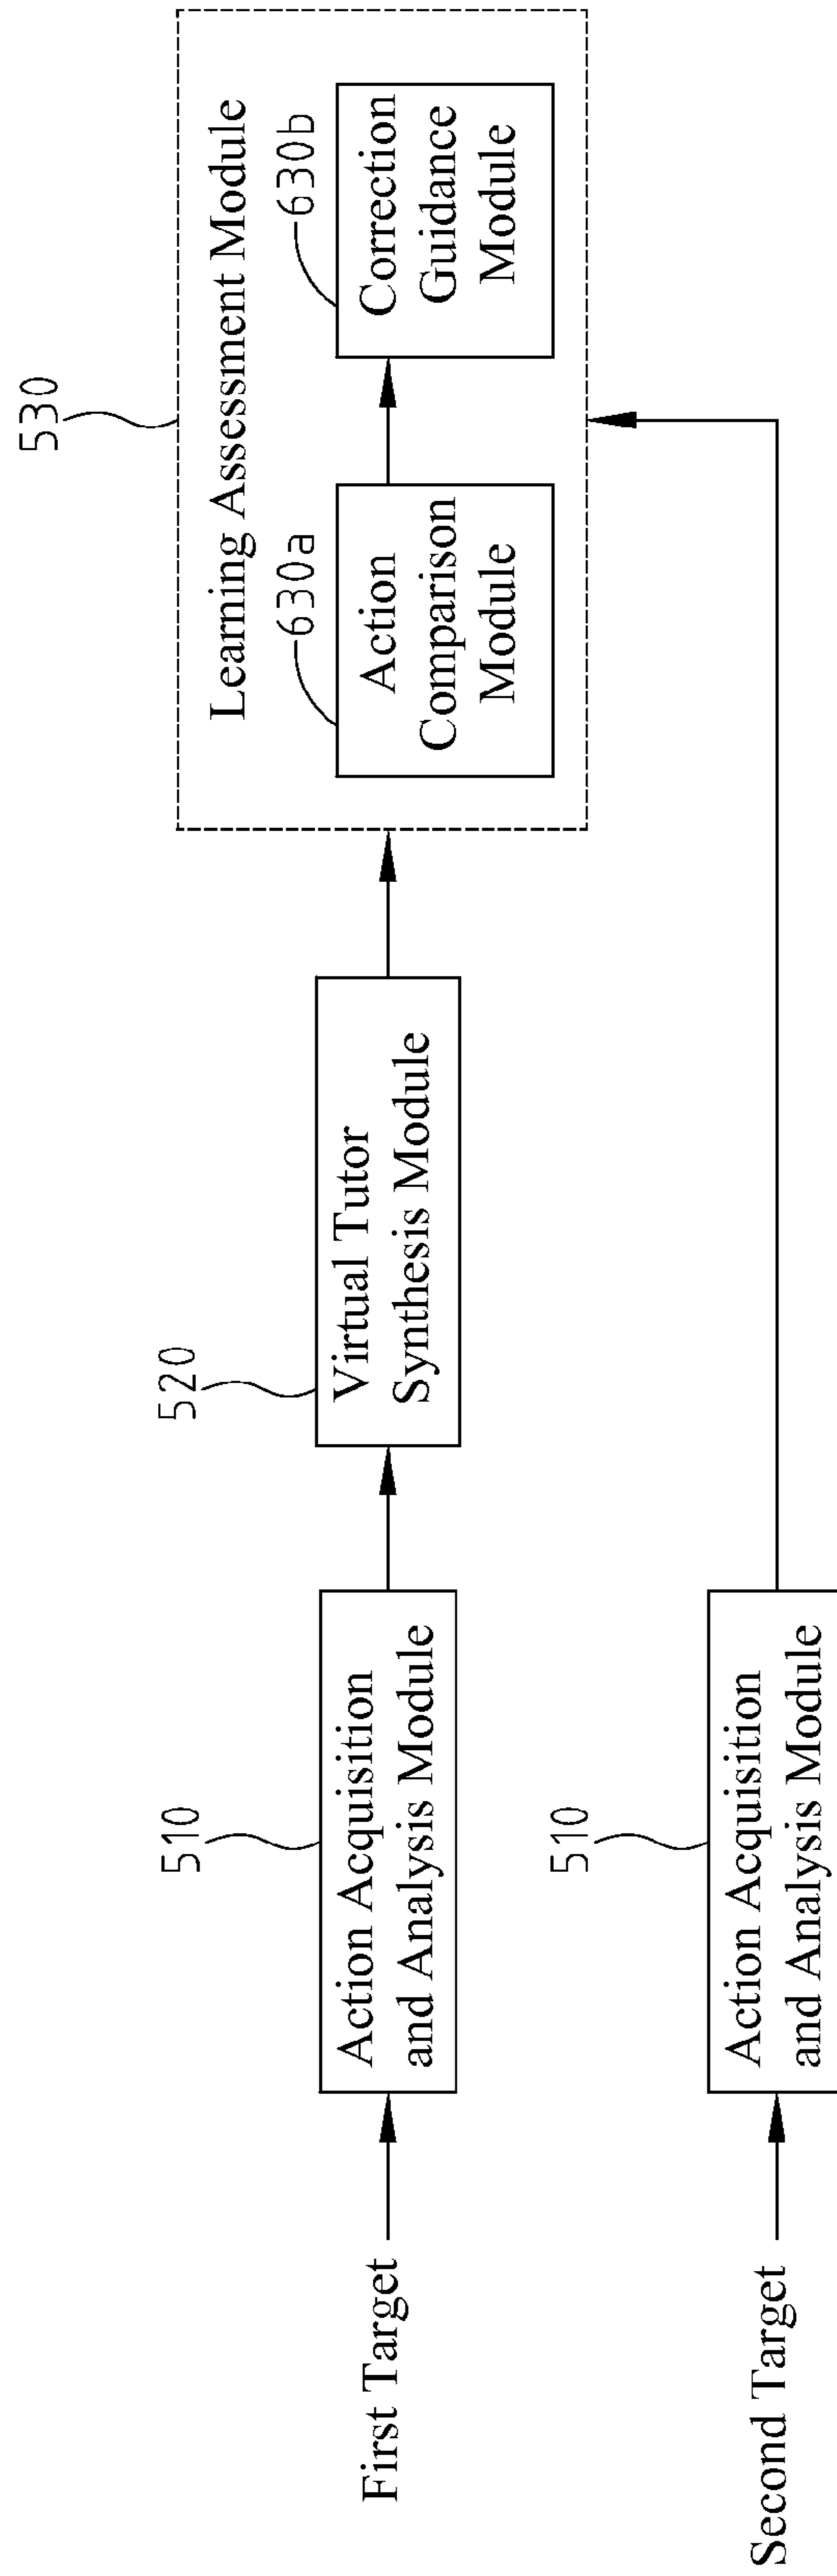 First Target
510
Action Acquisition
and Analysis Module
520
Virtual Tutor
Synthesis Module
530
Learning Assessment Module
630a
Action
Comparison
Module
630b
Correction
Guidance
Module
Second Target
510
Action Acquisition
and Analysis Module